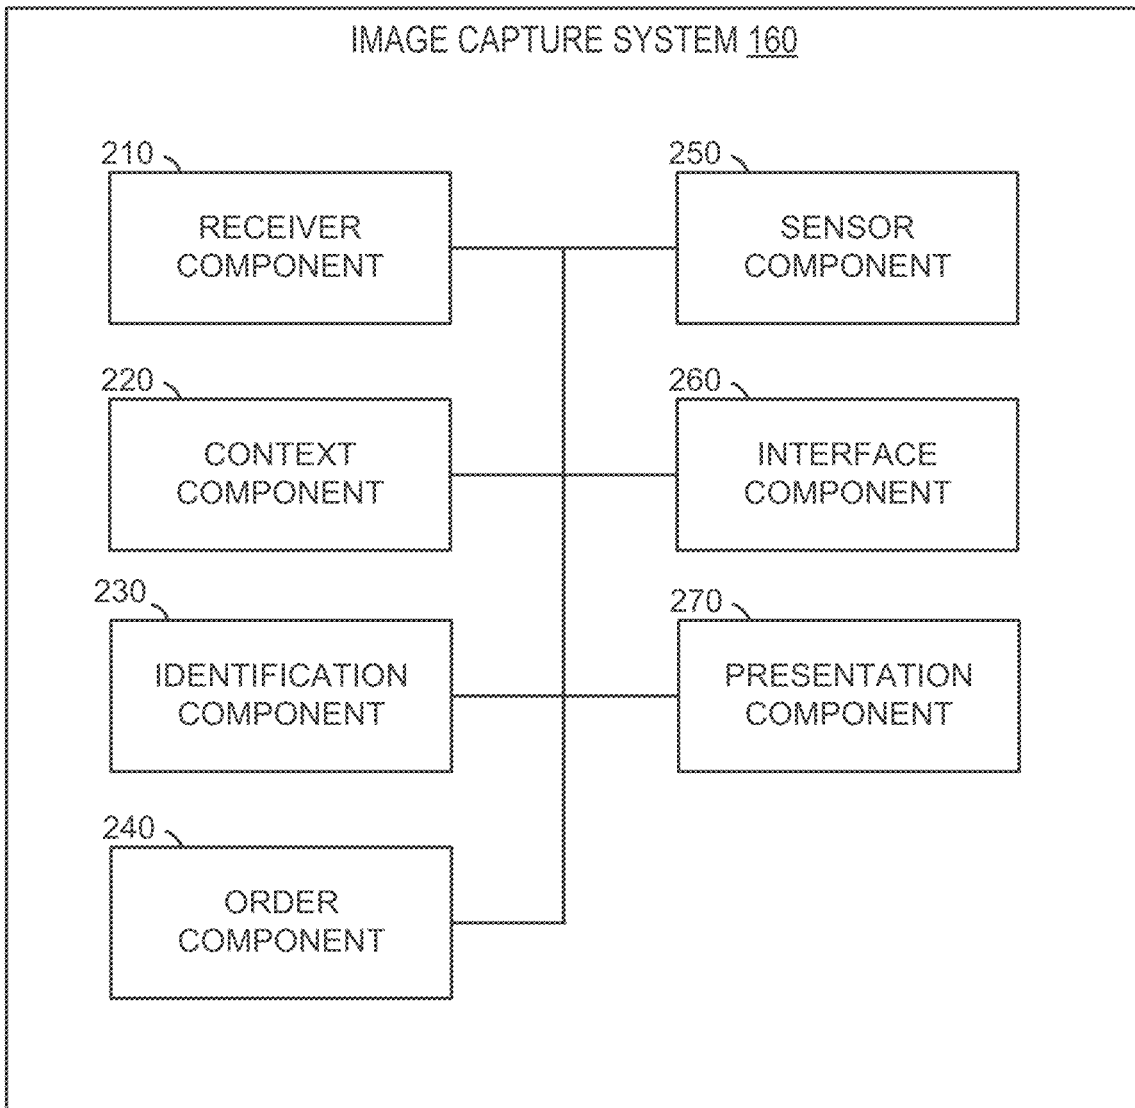 IMAGE CAPTURE SYSTEM 160
210
RECEIVER
COMPONENT
250
SENSOR
COMPONENT
220
CONTEXT
COMPONENT
260
INTERFACE
COMPONENT
230
IDENTIFICATION
COMPONENT
270
PRESENTATION
COMPONENT
240
ORDER
COMPONENT